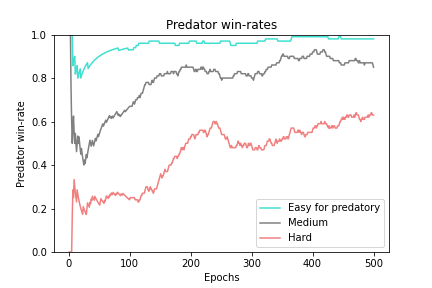 Predator win-rates
1.0
0.8
0.6
0.4
0.2
0.0
Predator win-rate
0
100
200
300
400
500
Epochs
Easy for predatory
Medium
Hard